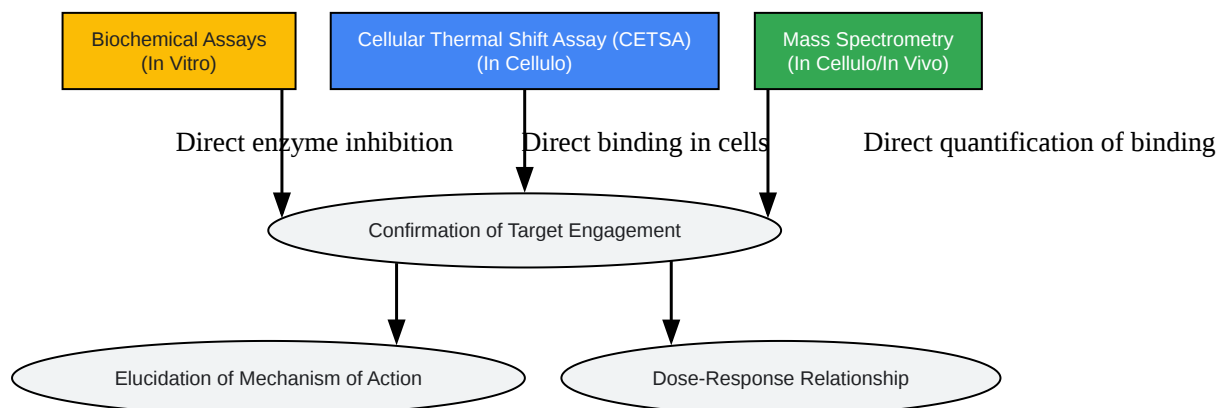 Biochemical Assays
(In Vitro)
Cellular Thermal Shift Assay (CETSA)
(In Cellulo)
Mass Spectrometry
(In Cellulo/In Vivo)
Direct enzyme inhibition
Direct binding in cells
Direct quantification of binding
Confirmation of Target Engagement
Elucidation of Mechanism of Action
Dose-Response Relationship